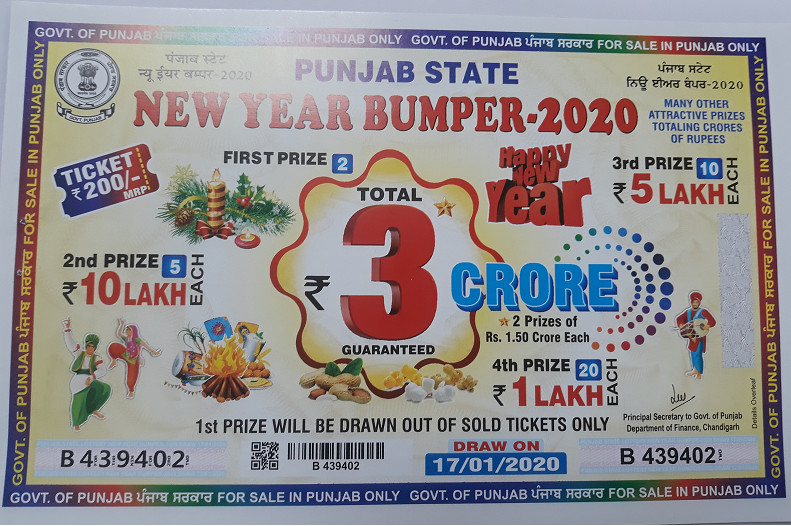 GOVT. OF PUNJAB ਪੰਜਾਬ ਸਰਕਾਰ FOR SALE IN PUNJAB ONLY GOVT. OF PUNJAB ਪੰਜਾਬ ਸਰਕਾਰ FOR SALE IN PUNJAB ONLY
GOVT. OF PUNJAB ਪੰਜਾਬ ਸਰਕਾਰ FOR SALE IN PUNJAB ONLY
GOVT. OF PUNJAB ਪੰਜਾਬ ਸਰਕਾਰ FOR SALE IN PUNJAB ONLY
GOVT. PUNJAB
पंजाब स्टेट
न्यू ईयर बम्पर-2020
PUNJAB STATE
ਪੰਜਾਬ ਸਟੇਟ
ਨਿਊ ਈਅਰ ਬੰਪਰ-2020
NEW YEAR BUMPER-2020
MANY OTHER
ATTRACTIVE PRIZES
TOTALING CRORES
OF RUPEES
TICKET
₹200/-
MRP
FIRST PRIZE 2
Happy
New
Year
3rd PRIZE 10
₹5 LAKH EACH
TOTAL
₹3 CRORE
GUARANTEED
2 Prizes of
Rs. 1.50 Crore Each
2nd PRIZE 5
₹10 LAKH EACH
4th PRIZE 20
₹1 LAKH EACH
1st PRIZE WILL BE DRAWN OUT OF SOLD TICKETS ONLY
Principal Secretary to Govt. of Punjab
Department of Finance, Chandigarh
Details Overleaf
B 439402
B 439402
DRAW ON
17/01/2020
B 439402
GOVT. OF PUNJAB ਪੰਜਾਬ ਸਰਕਾਰ FOR SALE IN PUNJAB ONLY GOVT. OF PUNJAB ਪੰਜਾਬ ਸਰਕਾਰ FOR SALE IN PUNJAB ONLY